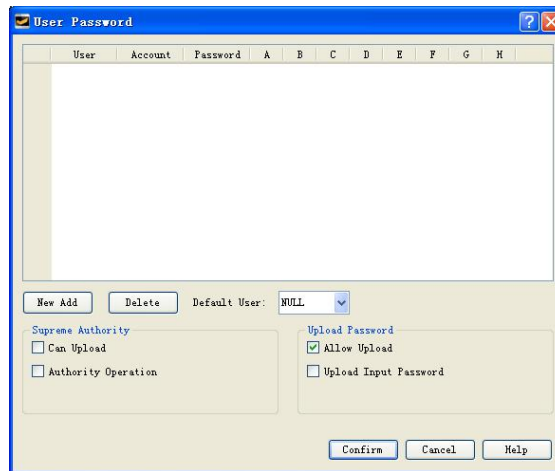 User Password
User Account Password A B C D E F G H
New Add Delete Default User: NULL
Supreme Authority
Can Upload
Authority Operation
Upload Password
Allow Upload
Upload Input Password
Confirm Cancel Help